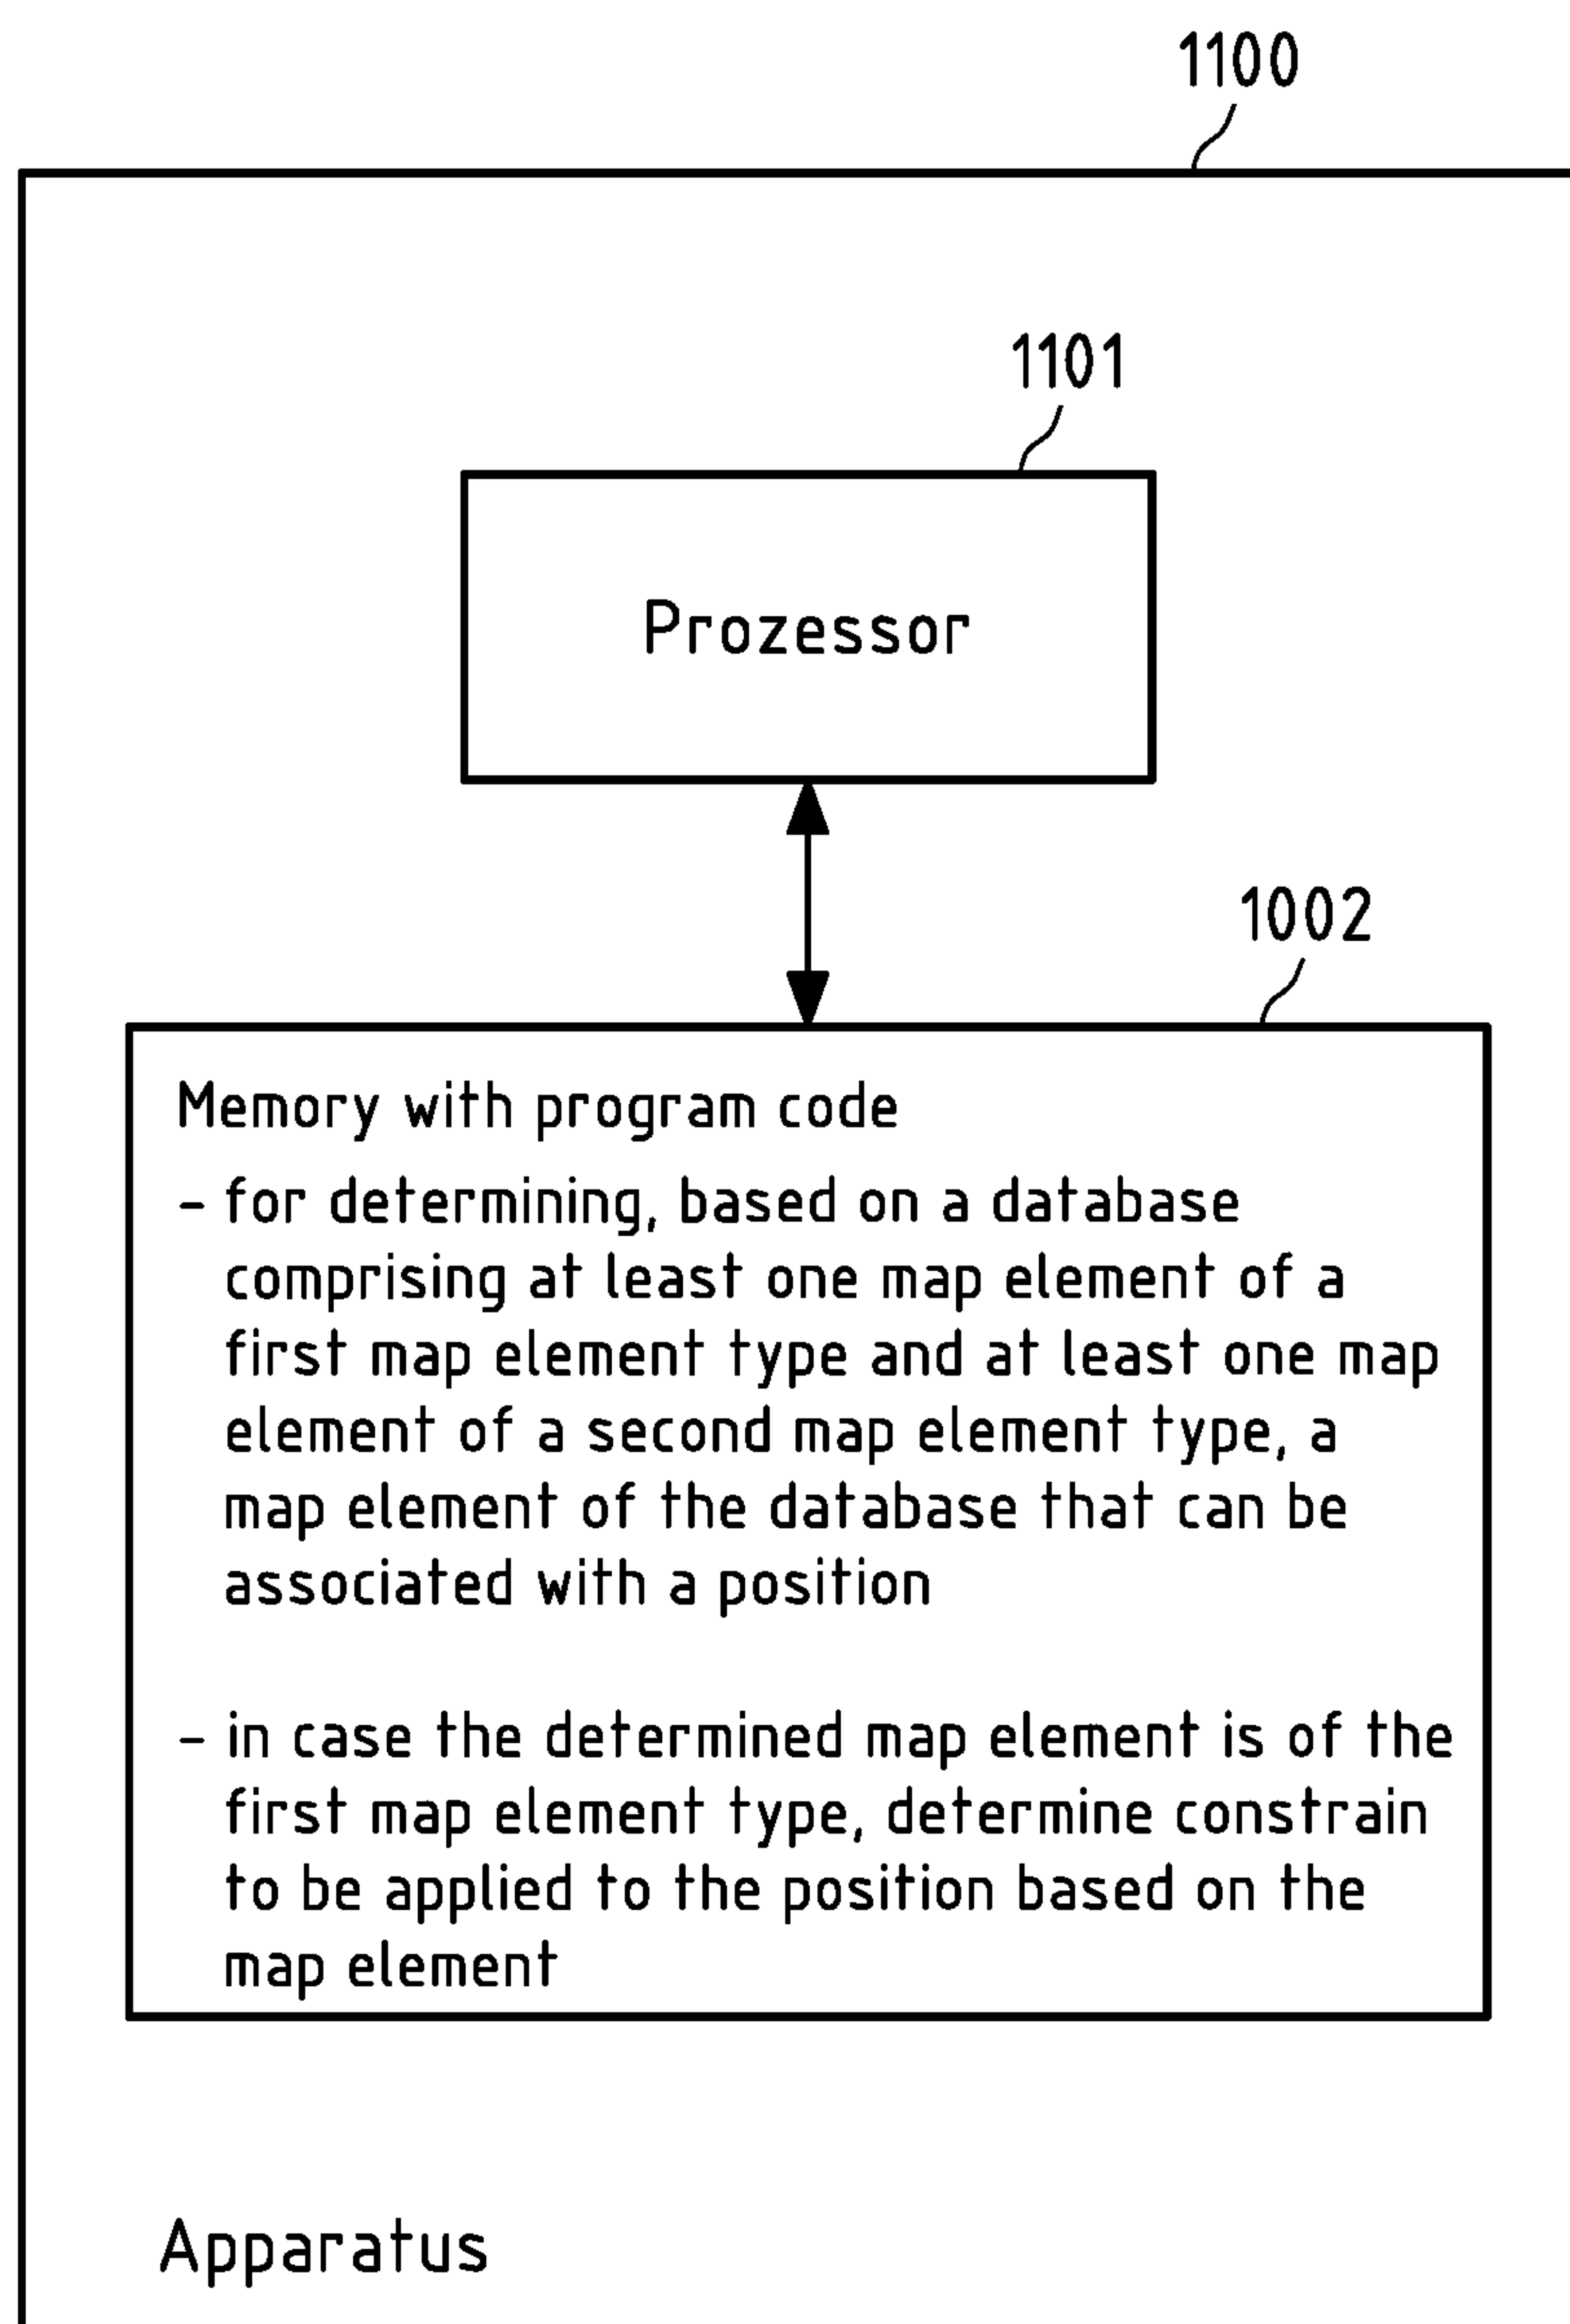 1100
1101
Prozessor
1002
Memory with program code
- for determining, based on a database
comprising at least one map element of a
first map element type and at least one map
element of a second map element type, a
map element of the database that can be
associated with a position
- in case the determined map element is of the
first map element type, determine constrain
to be applied to the position based on the
map element
Apparatus